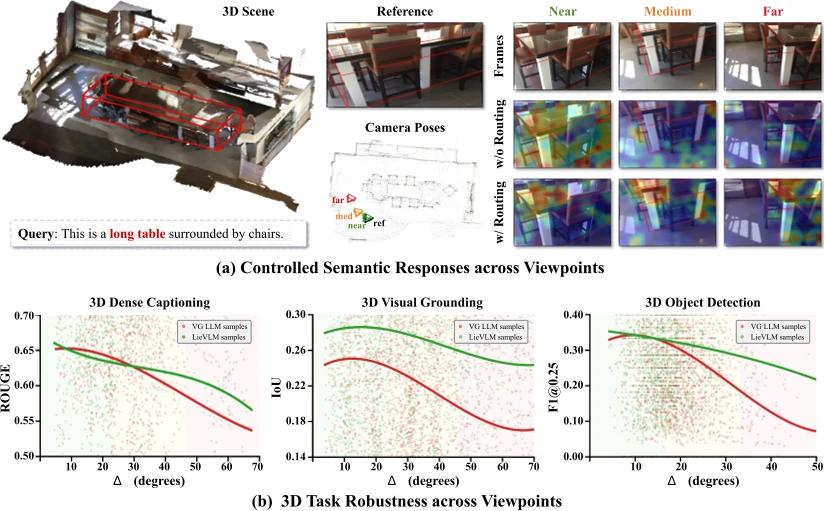 3D Scene
Reference
Near Medium Far
Frames
w/o Routing
w/ Routing
Camera Poses
far
med
near
ref
Query: This is a long table surrounded by chairs.
(a) Controlled Semantic Responses across Viewpoints
3D Dense Captioning
ROUGE
0.70
0.65
0.60
0.55
0.50
VG LLM samples
LieVLM samples
10 20 30 40 50 60 70
Δ (degrees)
3D Visual Grounding
IoU
0.30
0.26
0.22
0.18
0.14
VG LLM samples
LieVLM samples
10 20 30 40 50 60 70
Δ (degrees)
3D Object Detection
F1@0.25
0.40
0.30
0.20
0.10
0.00
VG LLM samples
LieVLM samples
10 20 30 40 50
Δ (degrees)
(b) 3D Task Robustness across Viewpoints